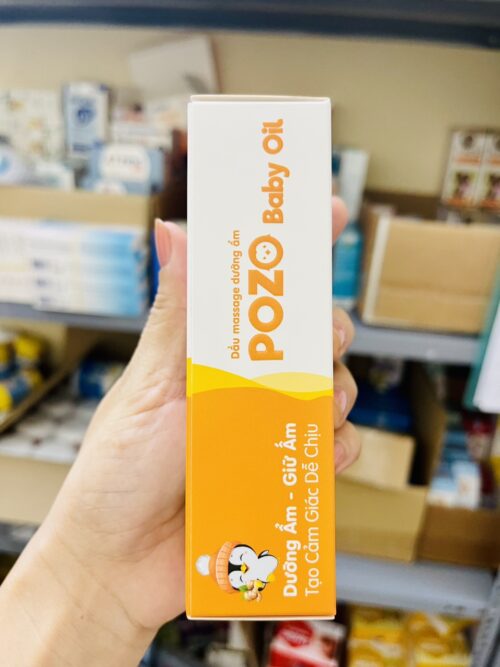 Dầu massage dưỡng ẩm
POZO
Baby Oil
Dưỡng Ẩm - Giữ Ấm
Tạo Cảm Giác Dễ Chịu